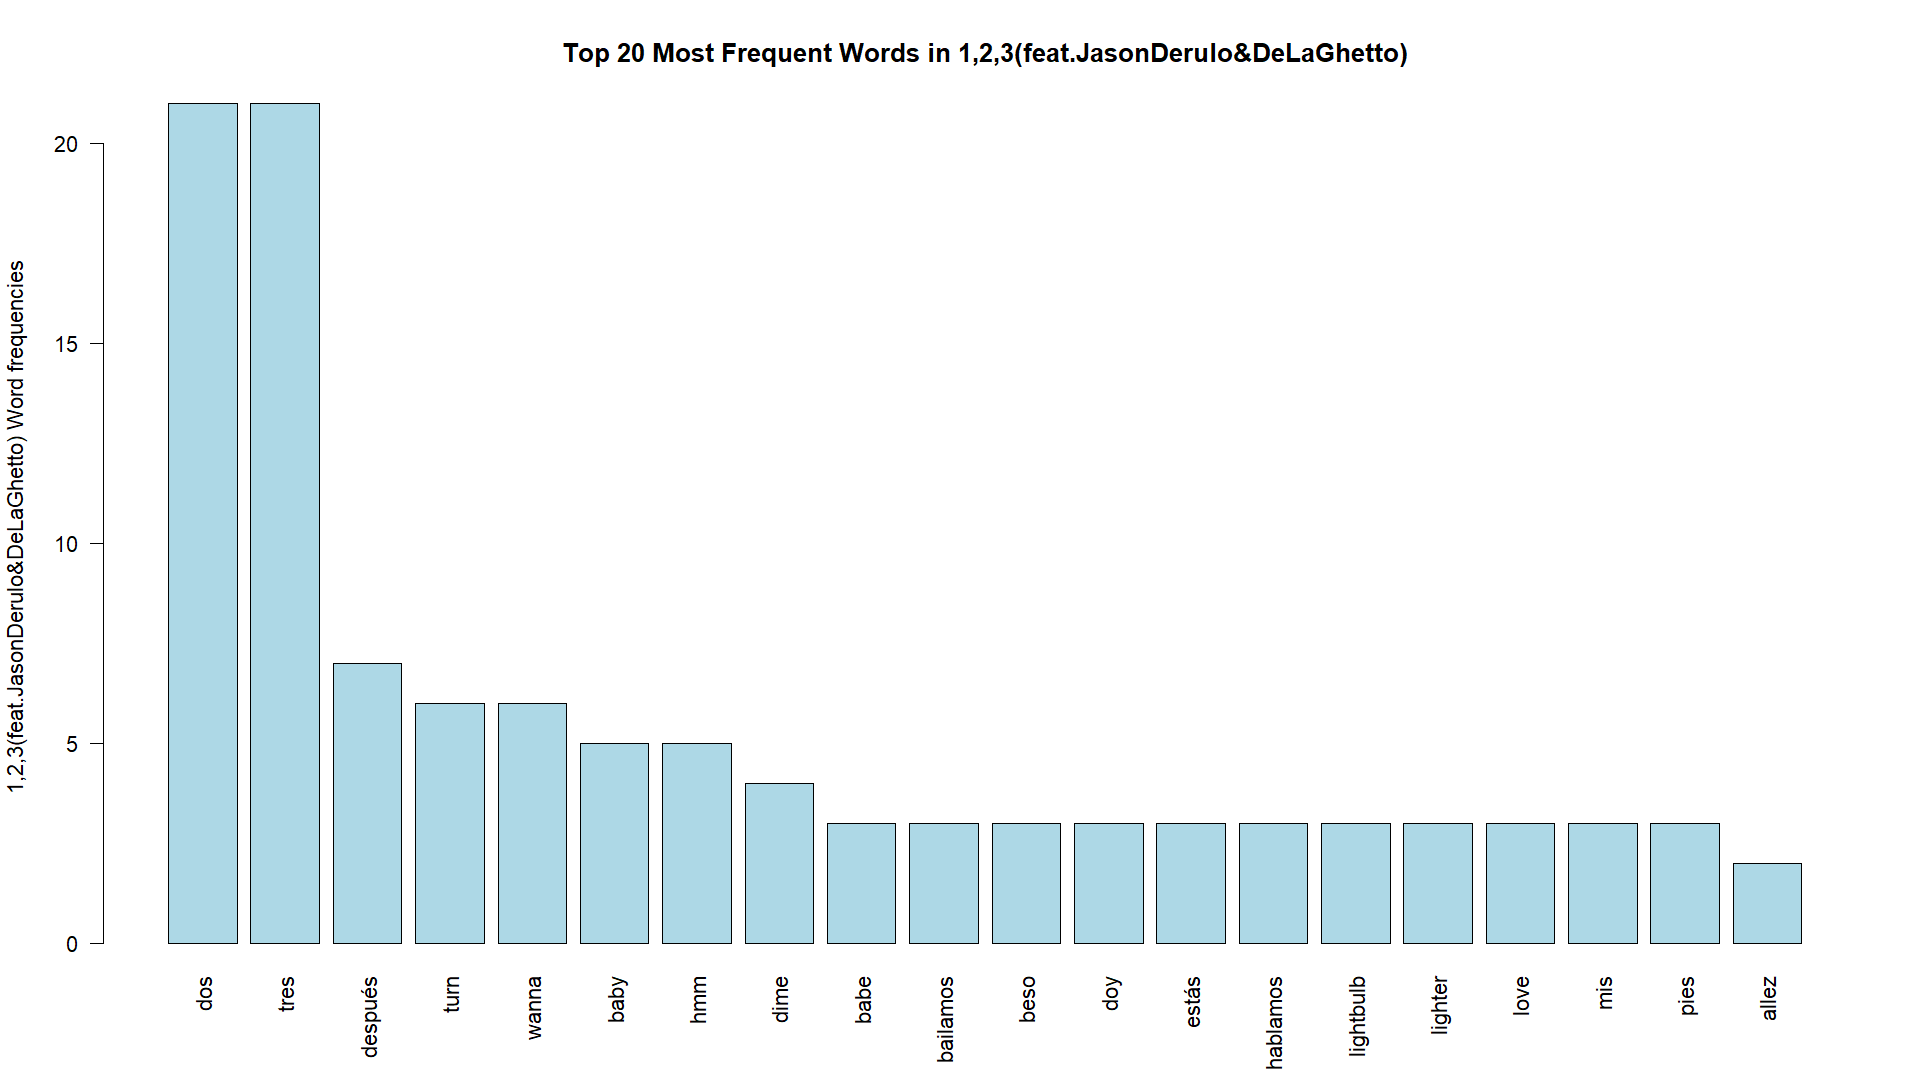 Top 20 Most Frequent Words in 1,2,3(feat.JasonDerulo&DeLaGhetto)
1,2,3(feat.JasonDerulo&DeLaGhetto) Word frequencies
20
15
10
5
0
dos
tres
después
turn
wanna
baby
hmm
dime
babe
bailamos
beso
doy
estás
hablamos
lightbulb
lighter
love
mis
pies
allez